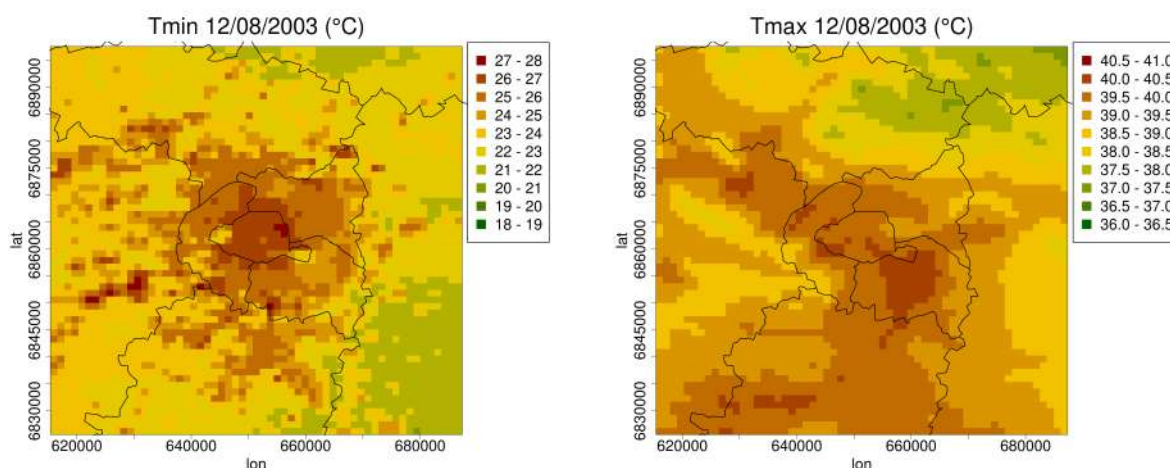 Tmin 12/08/2003 (°C)
27 - 28
26 - 27
25 - 26
24 - 25
23 - 24
22 - 23
21 - 22
20 - 21
19 - 20
18 - 19
lat
6890000
6875000
6860000
6845000
6830000
620000 640000 660000 680000
lon
Tmax 12/08/2003 (°C)
40.5 - 41.0
40.0 - 40.5
39.5 - 40.0
39.0 - 39.5
38.5 - 39.0
38.0 - 38.5
37.5 - 38.0
37.0 - 37.5
36.5 - 37.0
36.0 - 36.5
lat
6890000
6875000
6860000
6845000
6830000
620000 640000 660000 680000
lon